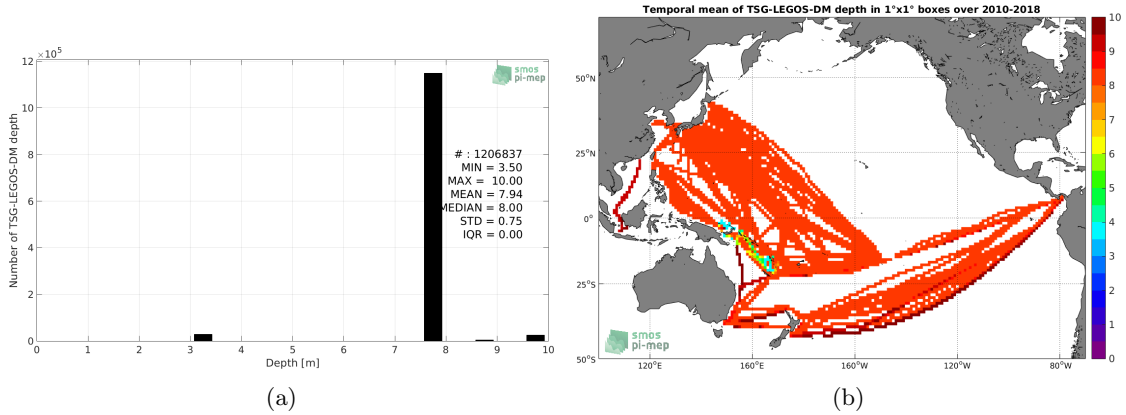 ×10⁵
12
10
8
6
4
2
0
Number of TSG-LEGOS-DM depth
smos
pi-mep
# : 1206837
MIN = 3.50
MAX = 10.00
MEAN = 7.94
MEDIAN = 8.00
STD = 0.75
IQR = 0.00
0 1 2 3 4 5 6 7 8 9 10
Depth [m]
(a)
Temporal mean of TSG-LEGOS-DM depth in 1°x1° boxes over 2010-2018
50°N
25°N
0°
25°S
50°S
120°E 160°E 160°W 120°W 80°W
smos
pi-mep
10
9
8
7
6
5
4
3
2
1
0
(b)